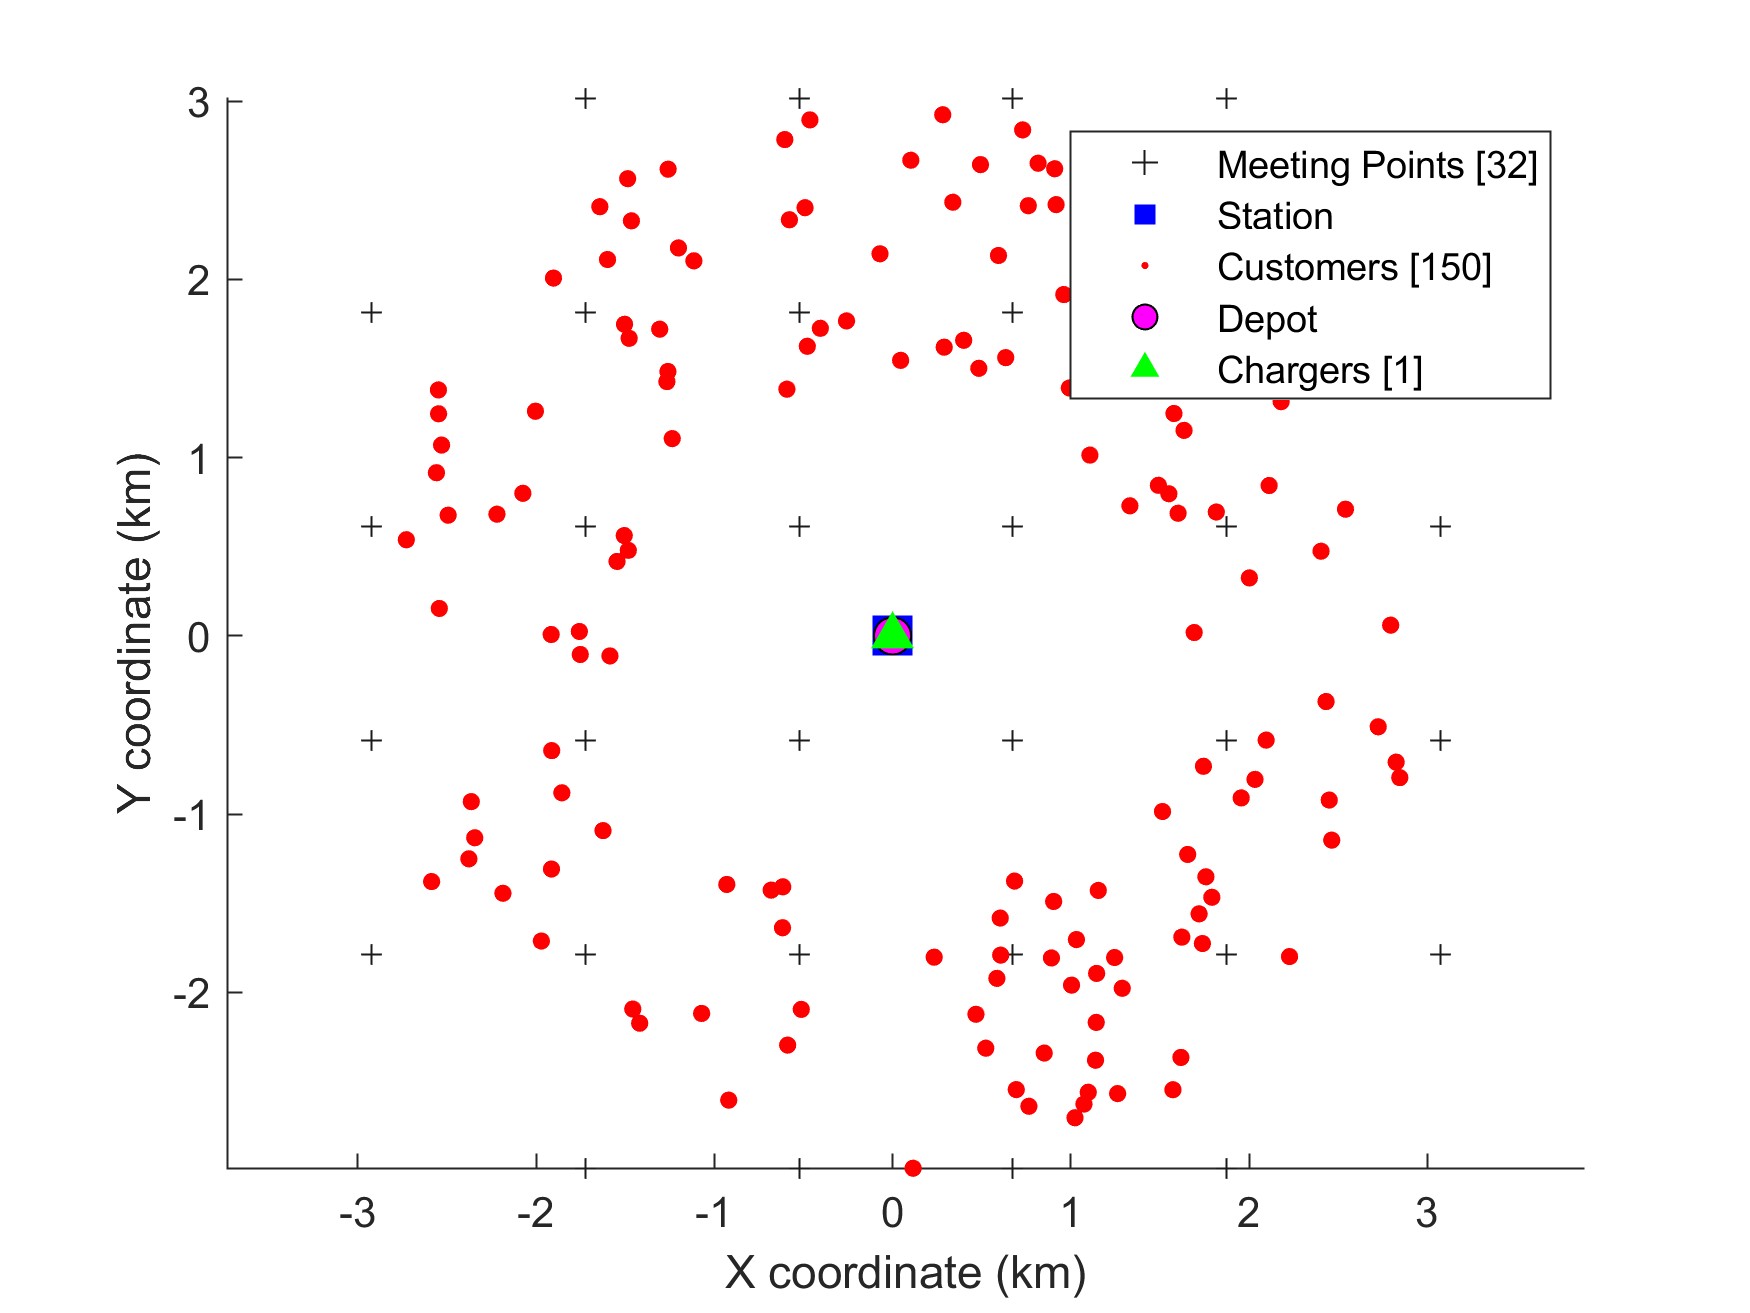 3
2
1
0
-1
-2
-3
-2
-1
0
1
2
3
X coordinate (km)
Y coordinate (km)
Meeting Points [32]
Station
Customers [150]
Depot
Chargers [1]